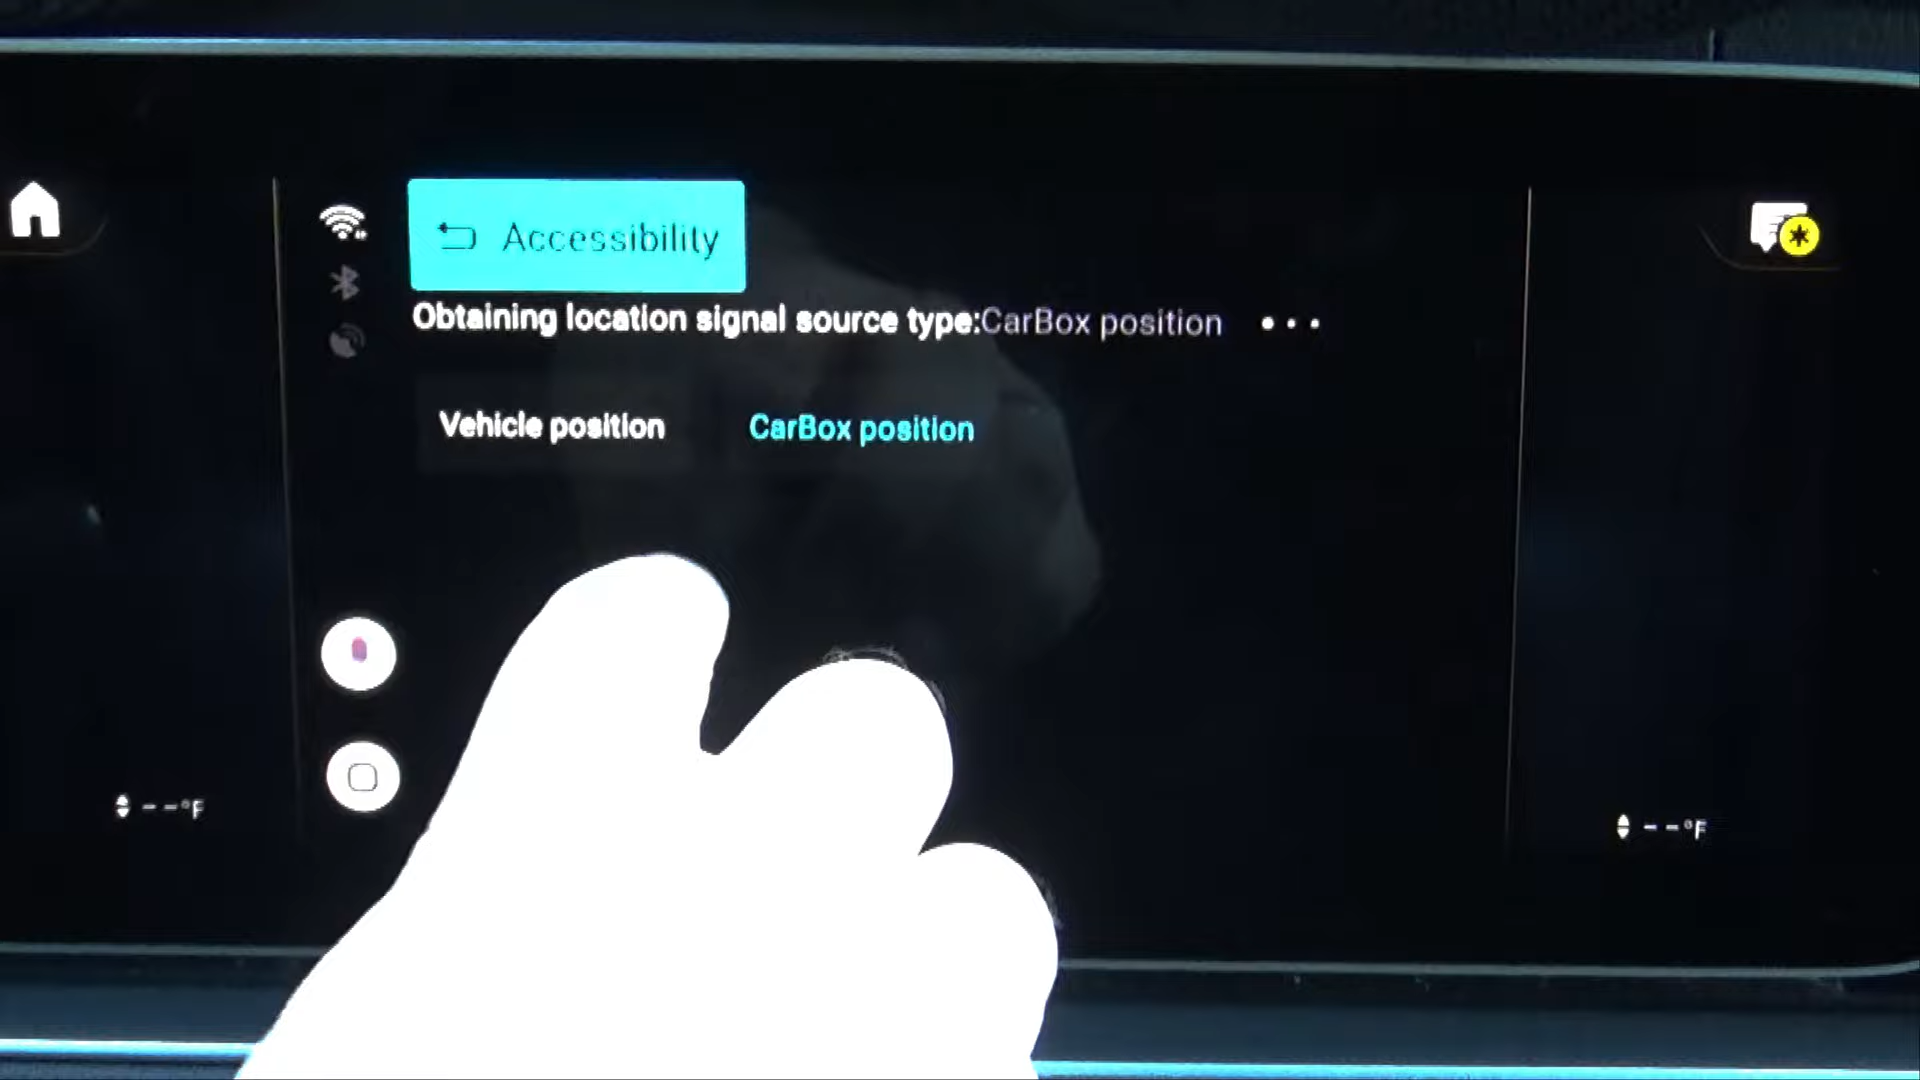 Accessibility
Obtaining location signal source type:CarBox position
Vehicle position
CarBox position
--°F
--°F